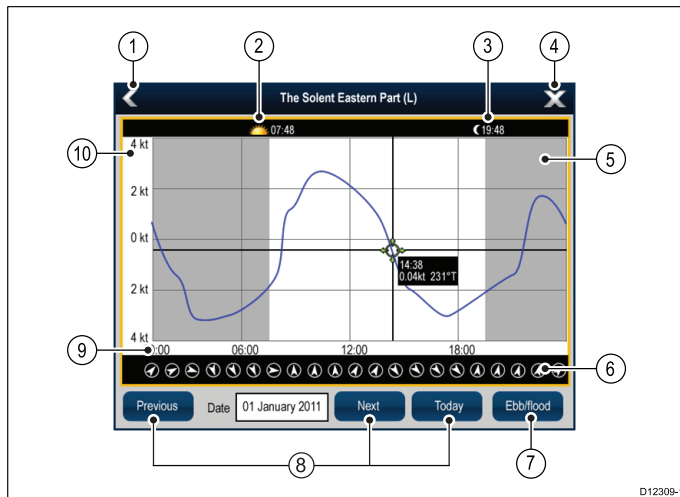 1
2
3
4
The Solent Eastern Part (L)
07:48
19:48
10
4 kt
5
2 kt
0 kt
14:38
0.04kt 231°T
2 kt
4 kt
9
0:00 06:00 12:00 18:00
6
Previous Date 01 January 2011 Next Today Ebb/flood
8
7
D12309-